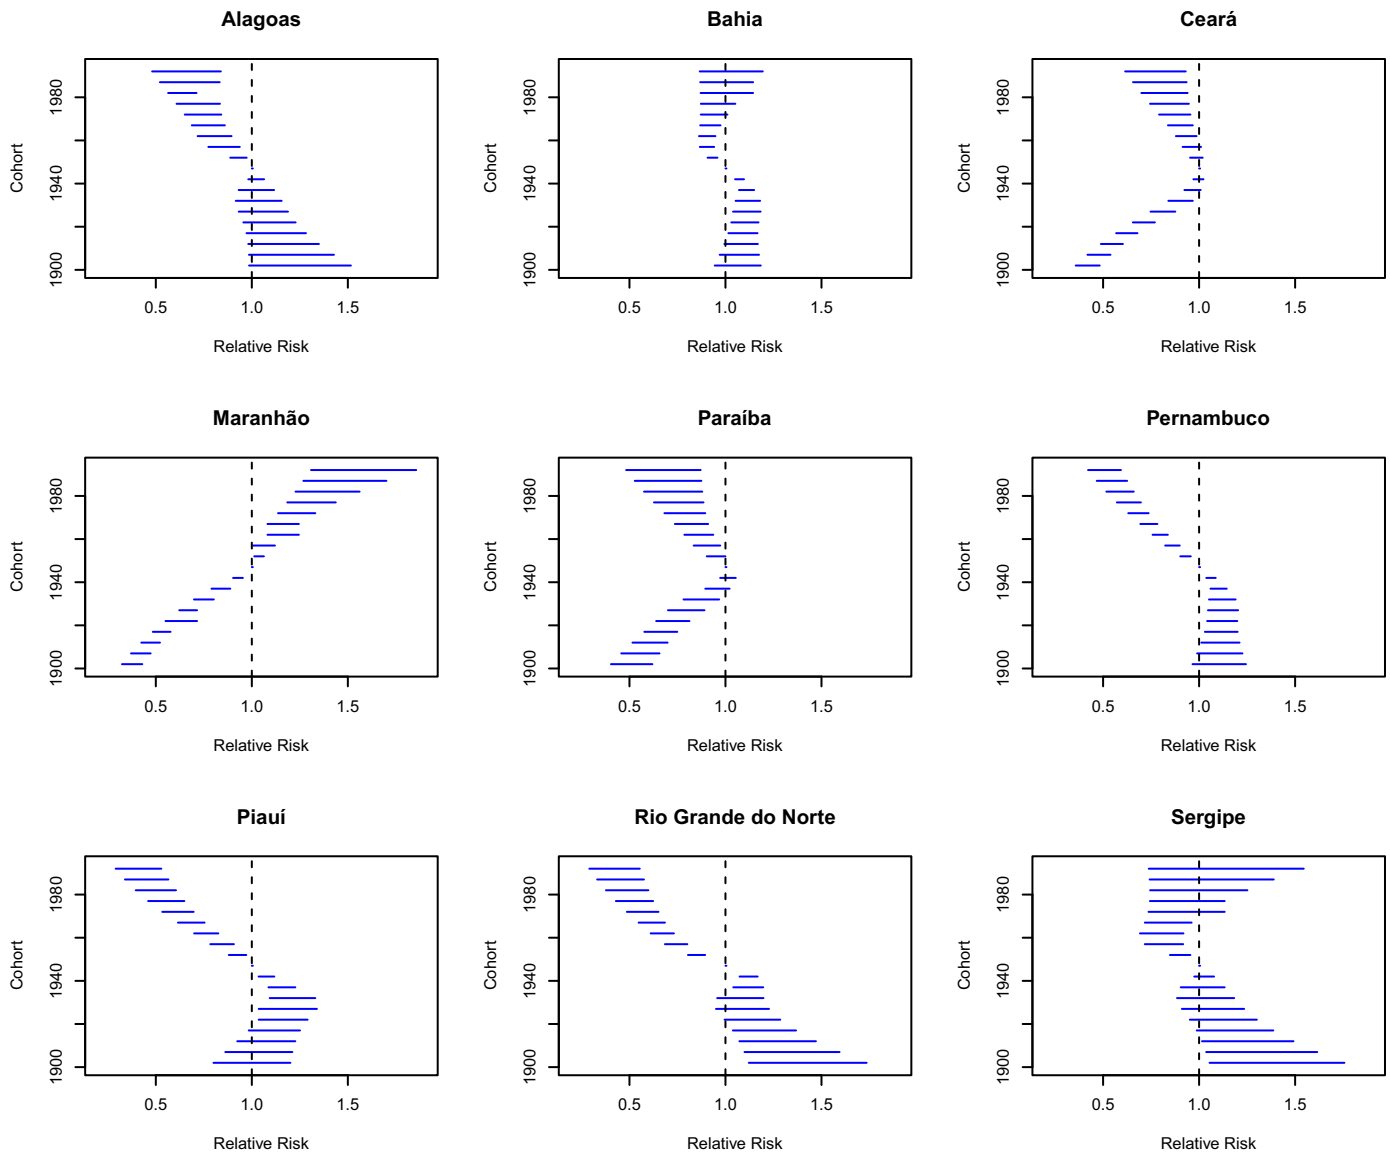 Alagoas
Bahia
Ceará
Cohort
1900
1940
1980
0.5 1.0 1.5
Relative Risk
Cohort
1900
1940
1980
0.5 1.0 1.5
Relative Risk
Cohort
1900
1940
1980
0.5 1.0 1.5
Relative Risk
Maranhão
Paraíba
Pernambuco
Cohort
1900
1940
1980
0.5 1.0 1.5
Relative Risk
Cohort
1900
1940
1980
0.5 1.0 1.5
Relative Risk
Cohort
1900
1940
1980
0.5 1.0 1.5
Relative Risk
Piauí
Rio Grande do Norte
Sergipe
Cohort
1900
1940
1980
0.5 1.0 1.5
Relative Risk
Cohort
1900
1940
1980
0.5 1.0 1.5
Relative Risk
Cohort
1900
1940
1980
0.5 1.0 1.5
Relative Risk